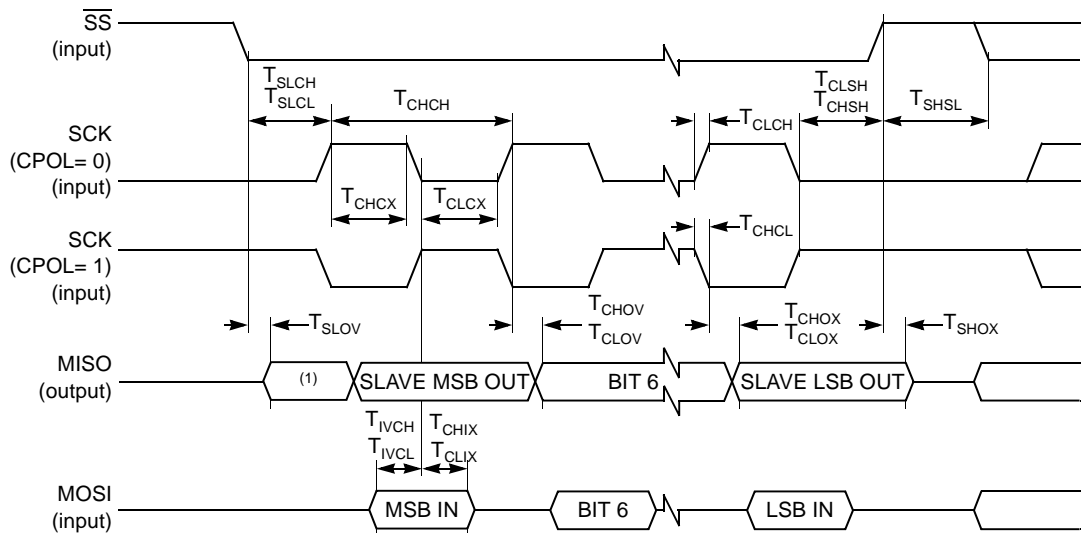 SS
(input)
T_SLCH
T_SLCL
T_CHCH
T_CLCH
T_CLSH
T_CHSH
T_SHSL
SCK
(CPOL= 0)
(input)
T_CHCX
T_CLCX
SCK
(CPOL= 1)
(input)
T_CHCL
T_SLOV
T_CHOV
T_CLOV
T_CHOX
T_CLOX
T_SHOX
MISO
(output)
(1)
SLAVE MSB OUT
BIT 6
SLAVE LSB OUT
T_IVCH
T_IVCL
T_CHIX
T_CLIX
MOSI
(input)
MSB IN
BIT 6
LSB IN